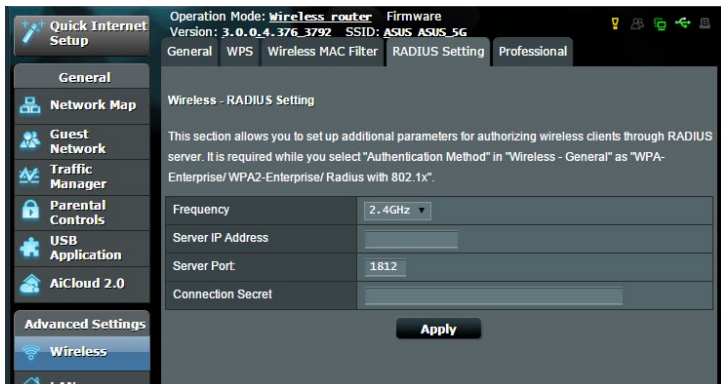 Quick Internet
Setup
General
Network Map
Guest
Network
Traffic
Manager
Parental
Controls
USB
Application
AiCloud 2.0
Advanced Settings
Wireless
Operation Mode: Wireless router Firmware
Version: 3.0.0.4.376_3792 SSID: ASUS ASUS_5G
General WPS Wireless MAC Filter RADIUS Setting Professional
Wireless - RADIUS Setting
This section allows you to set up additional parameters for authorizing wireless clients through RADIUS
server. It is required while you select "Authentication Method" in "Wireless - General" as "WPA-
Enterprise/ WPA2-Enterprise/ Radius with 802.1x".
Frequency 2.4GHz
Server IP Address
Server Port: 1812
Connection Secret
Apply